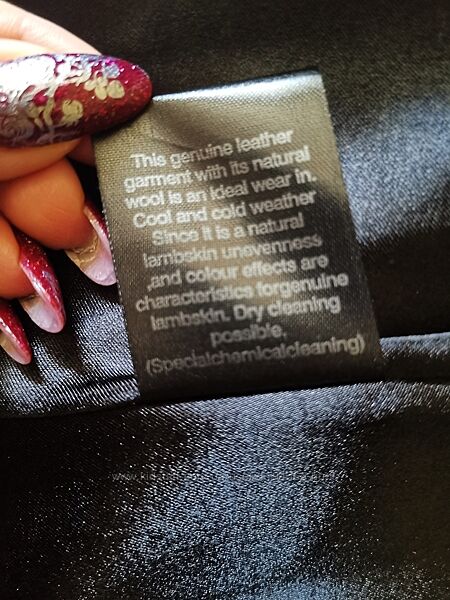 This genuine leather
garment with its natural
wool is an ideal wear in.
Cool and cold weather
Since it is a natural
lambskin unevenness
,and colour effects are
characteristics forgenuine
lambskin. Dry cleaning
possible.
(Specialchemicalcleaning)